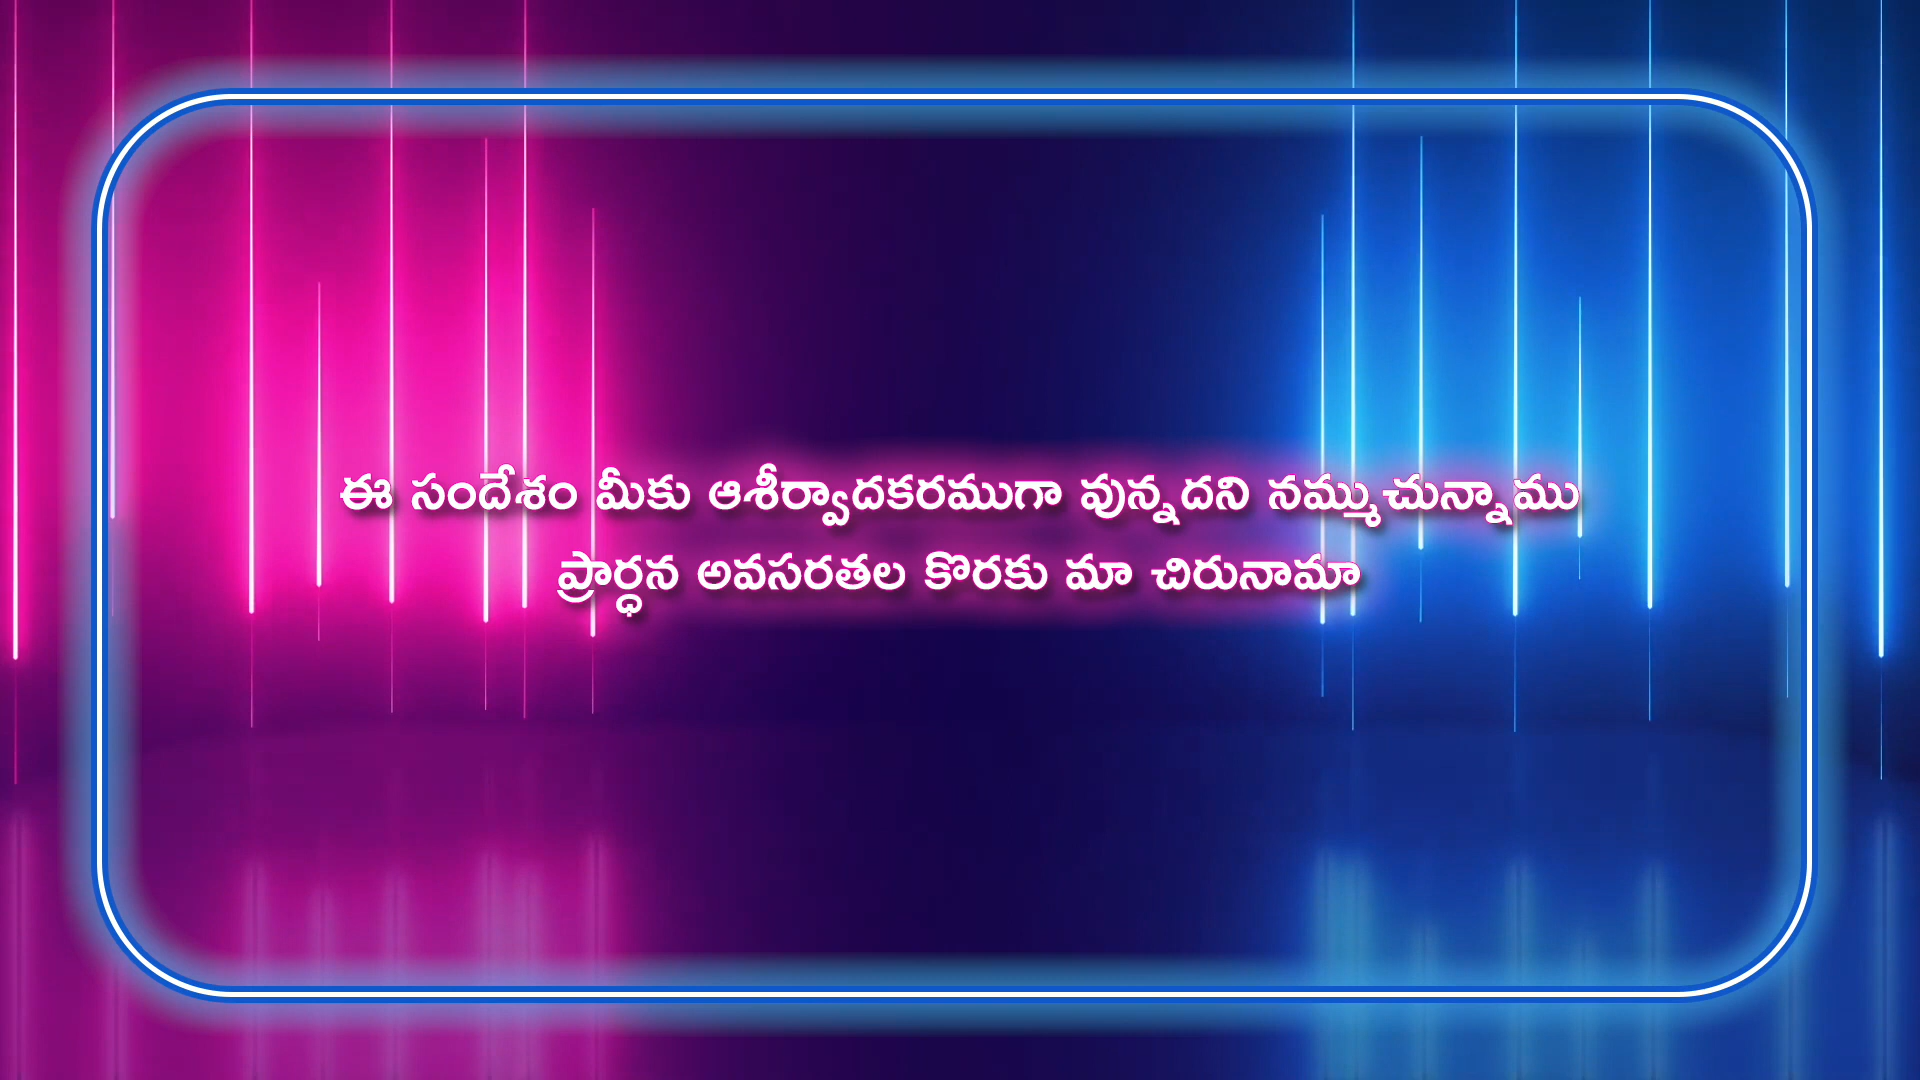 ఈ సందేశం మీకు ఆశీర్వాదకరముగా వున్నదని నమ్ముచున్నాము
ప్రార్ధన అవసరతల కొరకు మా చిరునామా